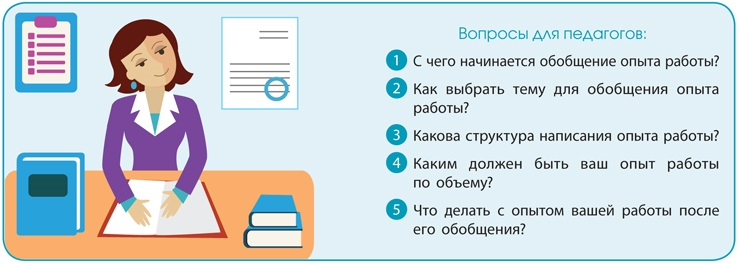 Вопросы для педагогов:
1 С чего начинается обобщение опыта работы?
2 Как выбрать тему для обобщения опыта
работы?
3 Какова структура написания опыта работы?
4 Каким должен быть ваш опыт работы
по объему?
5 Что делать с опытом вашей работы после
его обобщения?